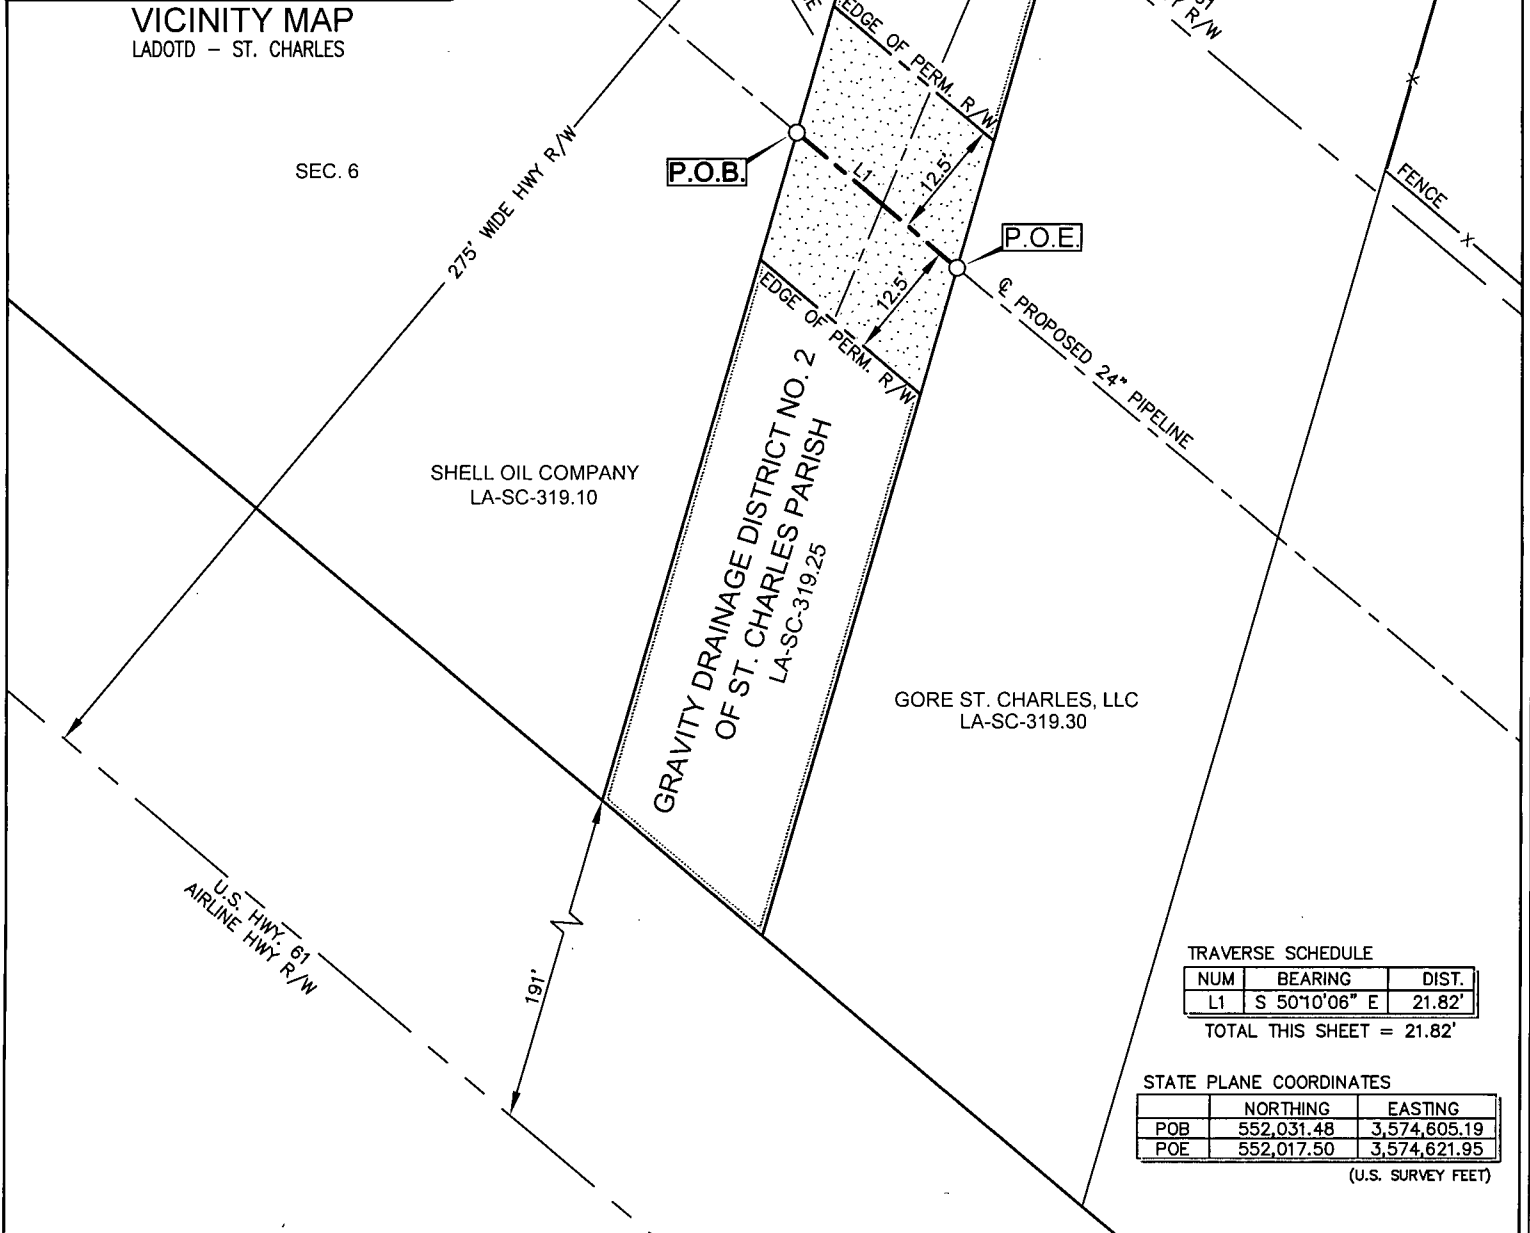 VICINITY MAP
LADOTD - ST. CHARLES
SEC. 6
275' WIDE HWY R/W
EDGE OF PERM. R/W
R/W
P.O.B.
L1
12.5'
P.O.E.
12.5'
EDGE OF PERM. R/W
FENCE
℄ PROPOSED 24" PIPELINE
SHELL OIL COMPANY
LA-SC-319.10
GRAVITY DRAINAGE DISTRICT NO. 2
OF ST. CHARLES PARISH
LA-SC-319.25
GORE ST. CHARLES, LLC
LA-SC-319.30
U.S. HWY. 61
AIRLINE HWY R/W
191'
TRAVERSE SCHEDULE
NUM BEARING DIST.
L1 S 50°10'06" E 21.82'
TOTAL THIS SHEET = 21.82'
STATE PLANE COORDINATES
NORTHING EASTING
POB 552,031.48 3,574,605.19
POE 552,017.50 3,574,621.95
(U.S. SURVEY FEET)